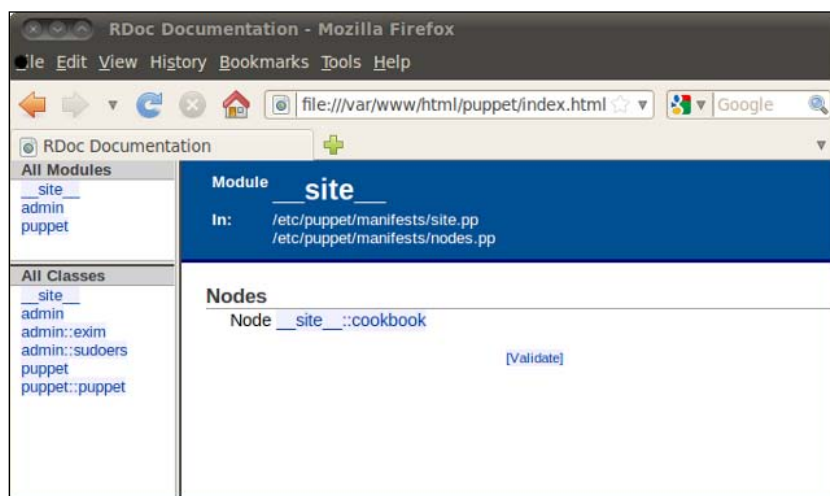 RDoc Documentation - Mozilla Firefox
ile Edit View History Bookmarks Tools Help
file:///var/www/html/puppet/index.html
Google
RDoc Documentation
All Modules
__site__
admin
puppet
Module __site__
In: /etc/puppet/manifests/site.pp
/etc/puppet/manifests/nodes.pp
All Classes
__site__
admin
admin::exim
admin::sudoers
puppet
puppet::puppet
Nodes
Node __site__::cookbook
[Validate]